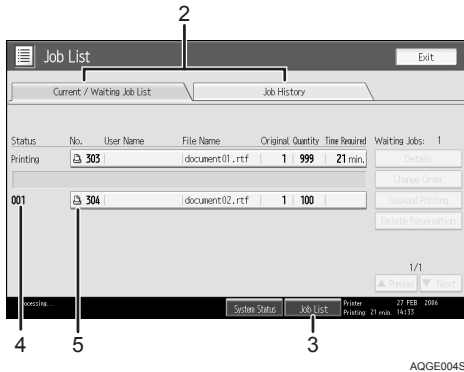 2
Job List Exit
Current / Waiting Job List Job History
Status No. User Name File Name Original Quantity Time Required Waiting Jobs: 1
Printing 303 document01.rtf 1 999 21 min. Details
Change Order
001 304 document02.rtf 1 100 Suspend Printing
Delete Reservation
1/1
▲ Previous ▼ Next
ocessing... System Status Job List Printer 27 FEB 2006
Printing: 21 min. 14:33
4 5 3
AQGE004S